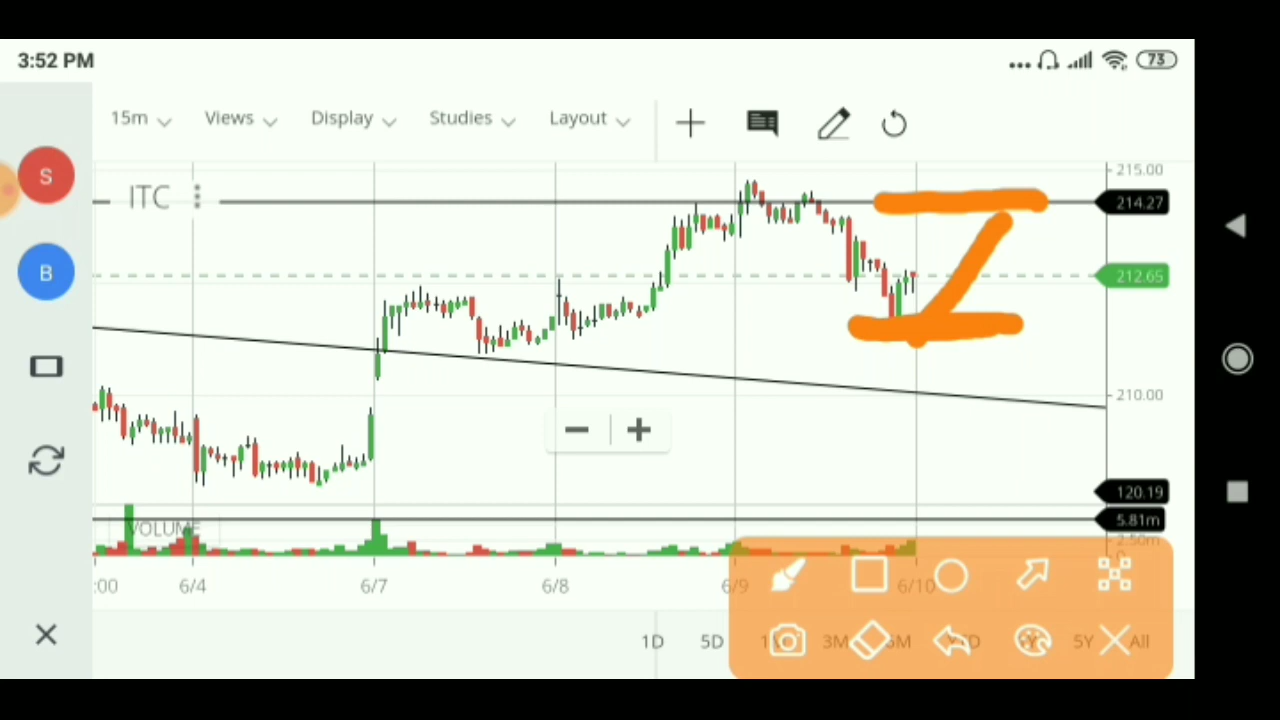 3:52 PM
73
15m Views Display Studies Layout
S
ITC
215.00
214.27
B
212.65
210.00
120.19
5.81m
VOLUME
:00 6/4 6/7 6/8 6/9 6/10
1D 5D 3M YTD 5Y All